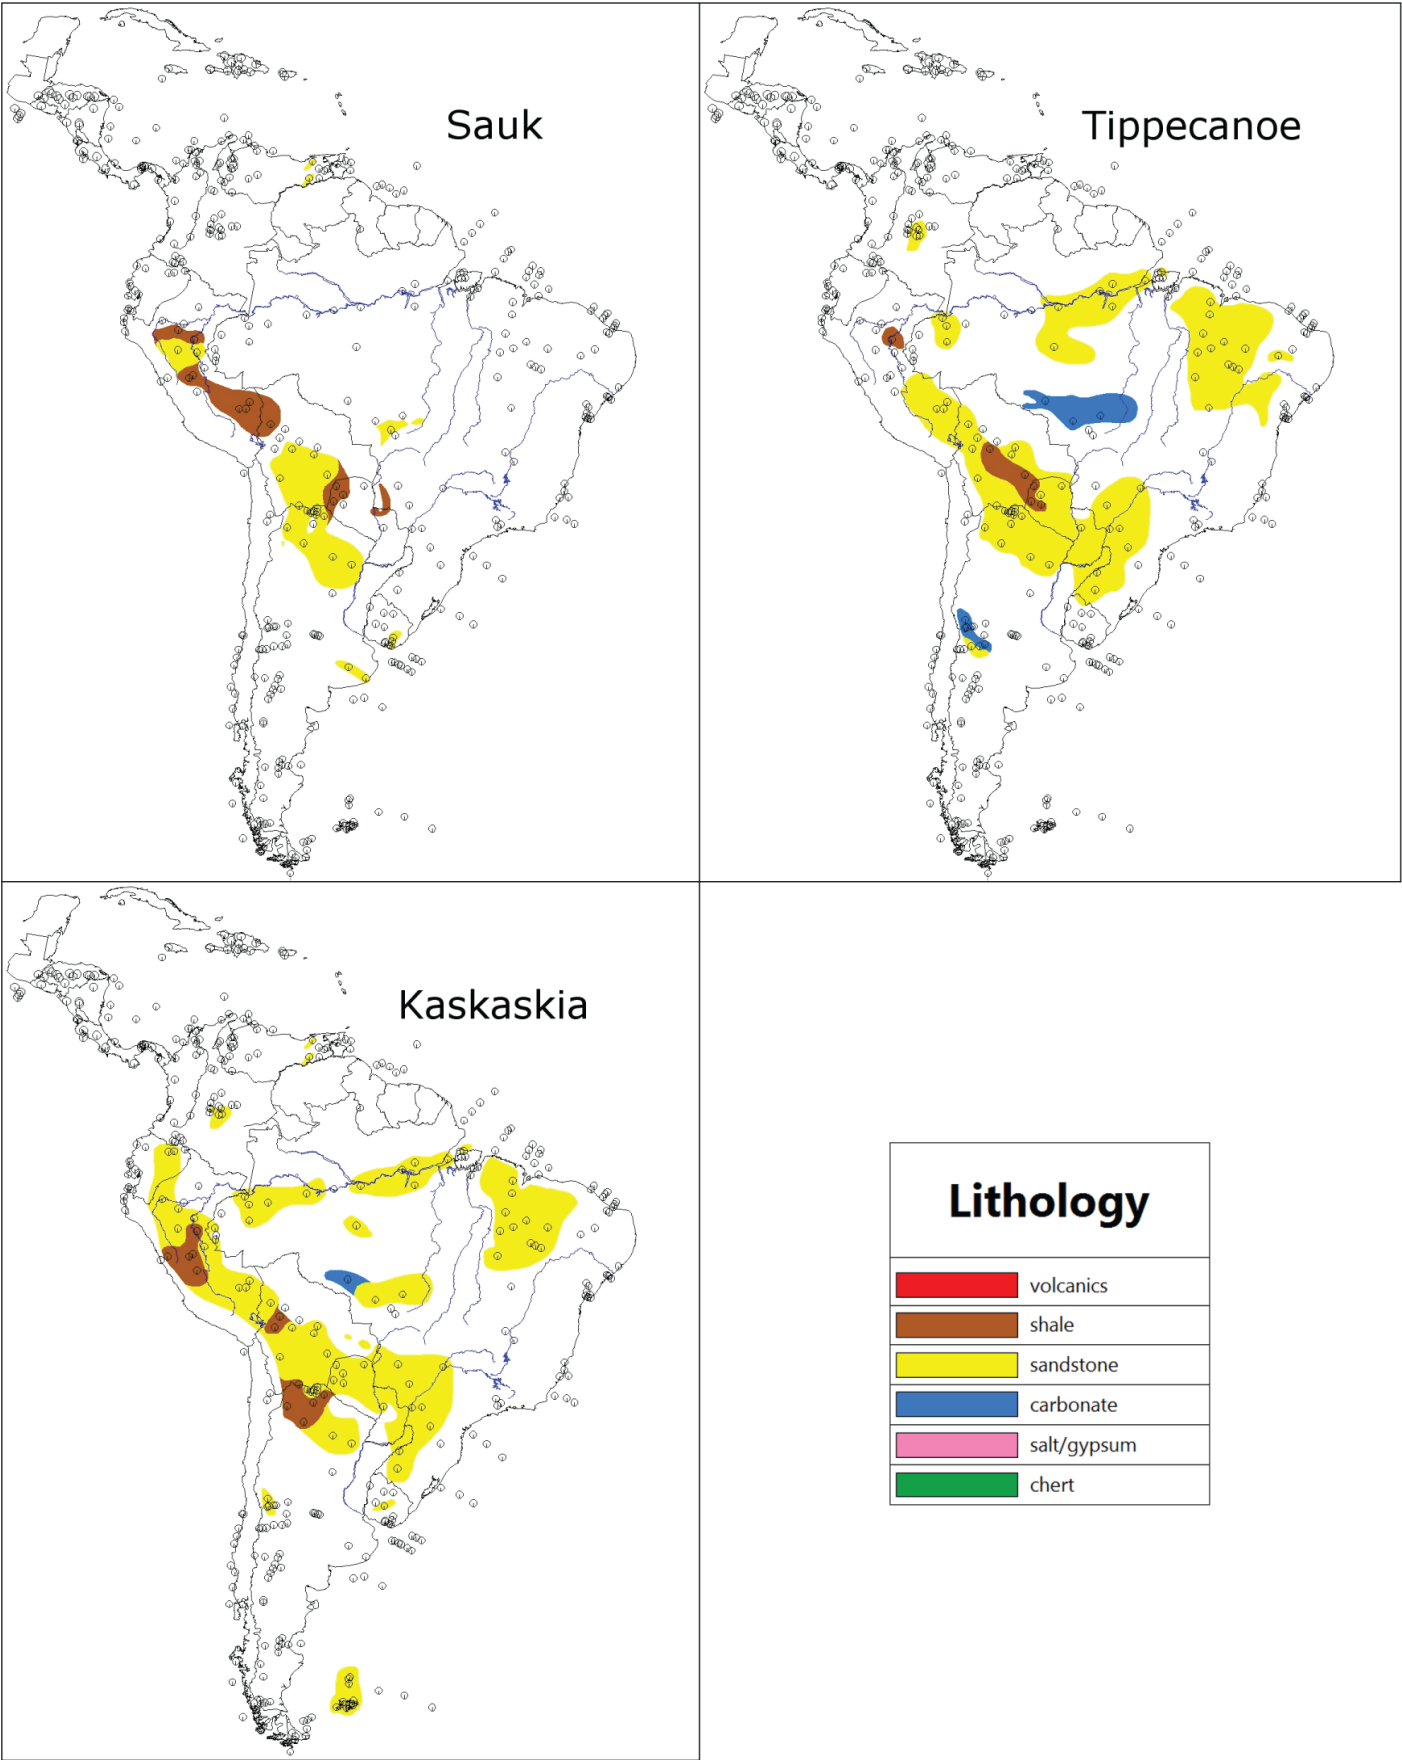 Sauk
Tippecanoe
Kaskaskia
Lithology
volcanics
shale
sandstone
carbonate
salt/gypsum
chert